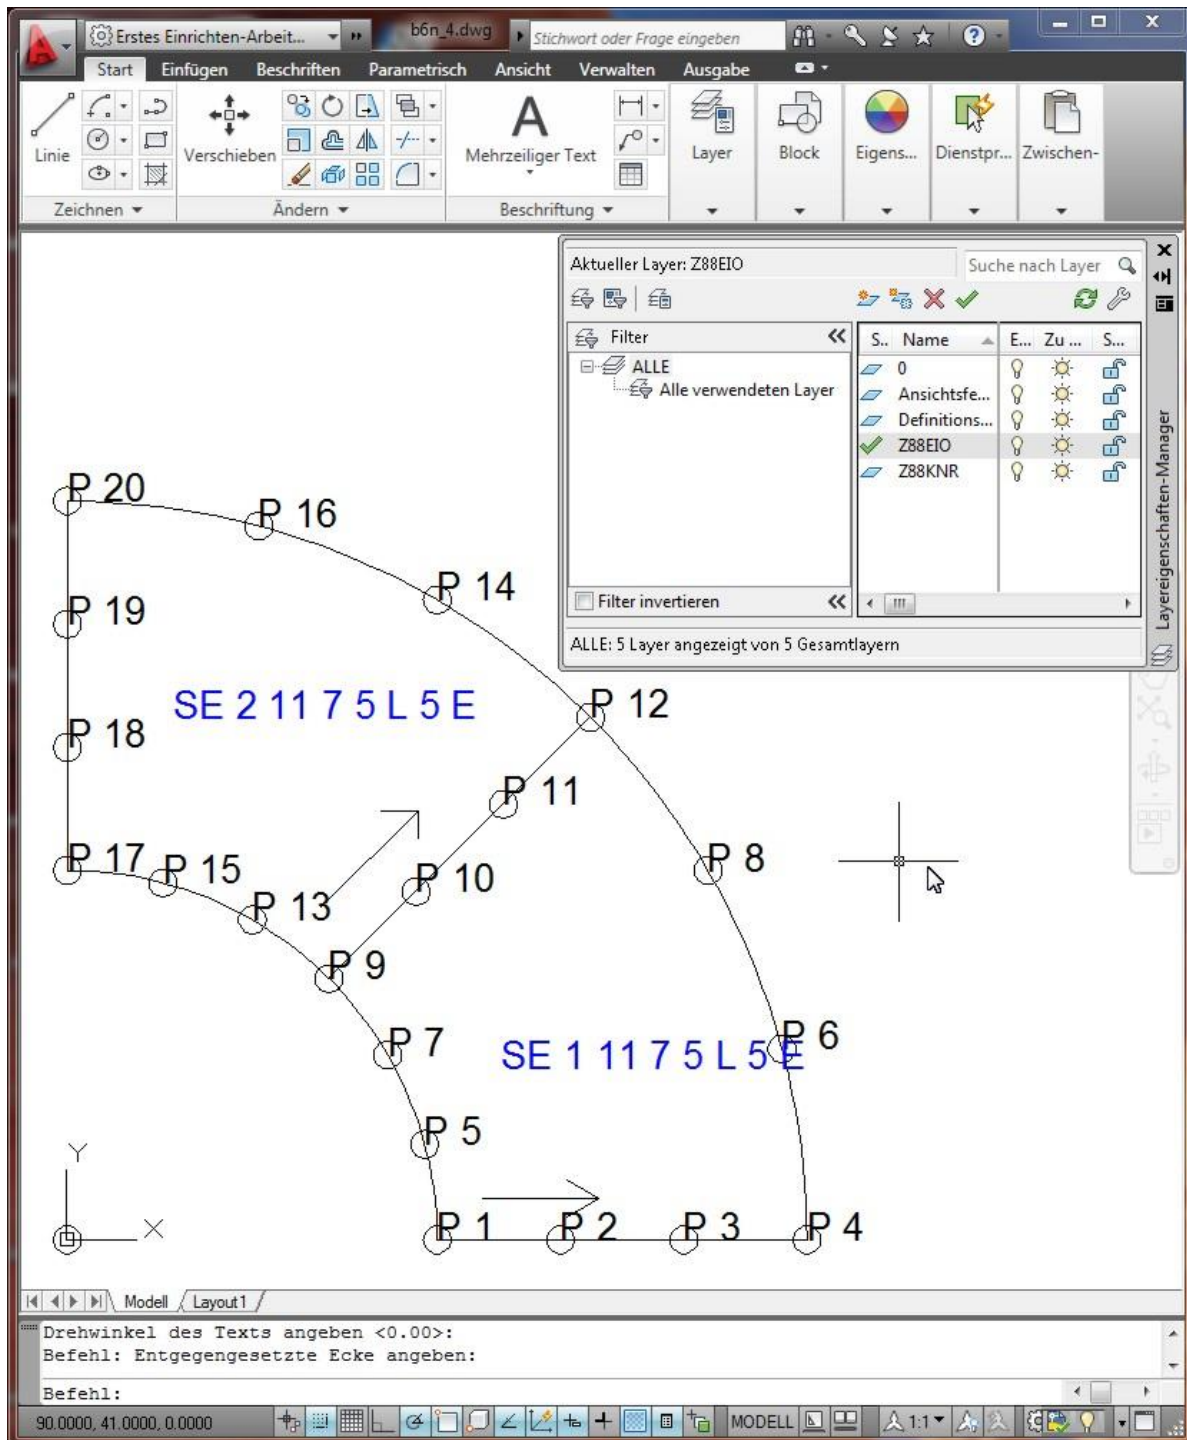 Erstes Einrichten-Arbeit...
b6n_4.dwg
Stichwort oder Frage eingeben
Start Einfügen Beschriften Parametrisch Ansicht Verwalten Ausgabe
Linie
Verschieben
A
Mehrzeiliger Text
Layer
Block
Eigens...
Dienstpr...
Zwischen-
Zeichnen
Ändern
Beschriftung
Aktueller Layer: Z88EIO
Suche nach Layer
Filter
S.. Name E... Zu ... S...
ALLE
Alle verwendeten Layer
0
Ansichtsfe...
Definitions...
Z88EIO
Z88KNR
Filter invertieren
ALLE: 5 Layer angezeigt von 5 Gesamtlayern
Layereigenschaften-Manager
P 20
P 16
P 14
P 19
SE 2 11 7 5 L 5 E
P 12
P 18
P 11
P 8
P 17
P 15
P 10
P 13
P 9
P 7
SE 1 11 7 5 L 5 E
P 6
P 5
Y
X
P 1
P 2
P 3
P 4
Modell Layout1
Drehwinkel des Texts angeben <0.00>:
Befehl: Entgegengesetzte Ecke angeben:
Befehl:
90.0000, 41.0000, 0.0000
MODELL
1:1